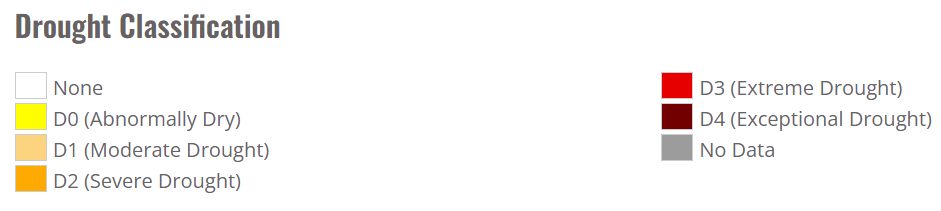 Drought Classification
None
D0 (Abnormally Dry)
D1 (Moderate Drought)
D2 (Severe Drought)
D3 (Extreme Drought)
D4 (Exceptional Drought)
No Data